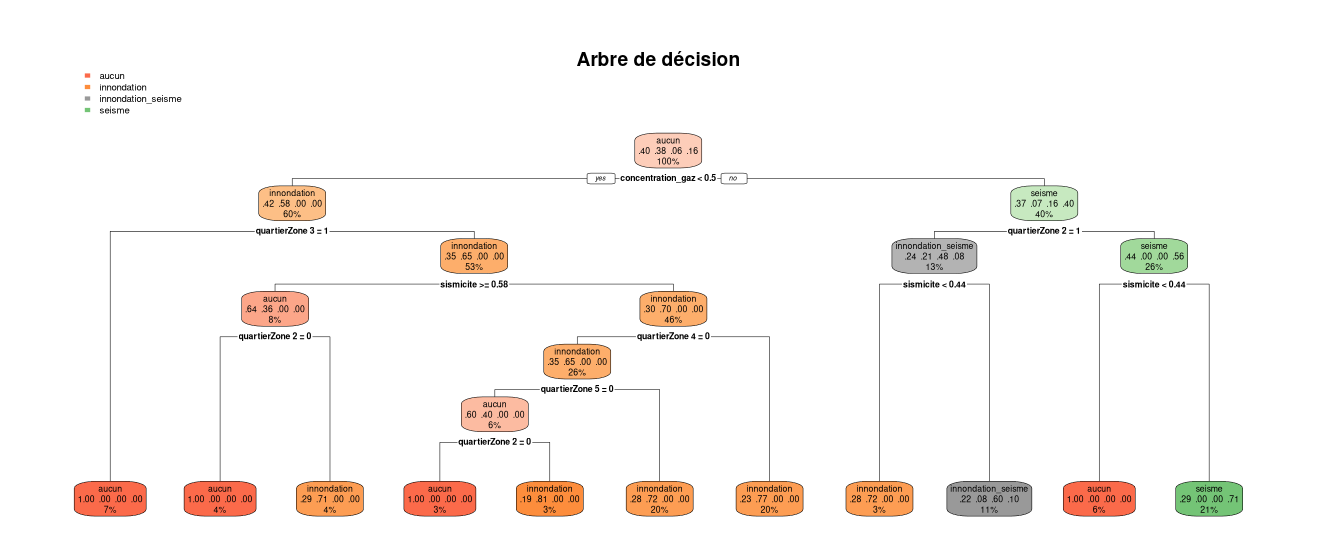 Arbre de décision
aucun
innondation
innondation_seisme
seisme
aucun
.40 .38 .06 .16
100%
yes concentration_gaz < 0.5 no
innondation
.42 .58 .00 .00
60%
seisme
.37 .07 .16 .40
40%
quartierZone 3 = 1
quartierZone 2 = 1
innondation
.35 .65 .00 .00
53%
innondation_seisme
.24 .21 .48 .08
13%
seisme
.44 .00 .00 .56
26%
sismicite >= 0.58
sismicite < 0.44
sismicite < 0.44
aucun
.64 .36 .00 .00
8%
innondation
.30 .70 .00 .00
46%
quartierZone 2 = 0
quartierZone 4 = 0
innondation
.35 .65 .00 .00
26%
quartierZone 5 = 0
aucun
.60 .40 .00 .00
6%
quartierZone 2 = 0
aucun
1.00 .00 .00 .00
7%
aucun
1.00 .00 .00 .00
4%
innondation
.29 .71 .00 .00
4%
aucun
1.00 .00 .00 .00
3%
innondation
.19 .81 .00 .00
3%
innondation
.28 .72 .00 .00
20%
innondation
.23 .77 .00 .00
20%
innondation
.28 .72 .00 .00
3%
innondation_seisme
.22 .08 .60 .10
11%
aucun
1.00 .00 .00 .00
6%
seisme
.29 .00 .00 .71
21%